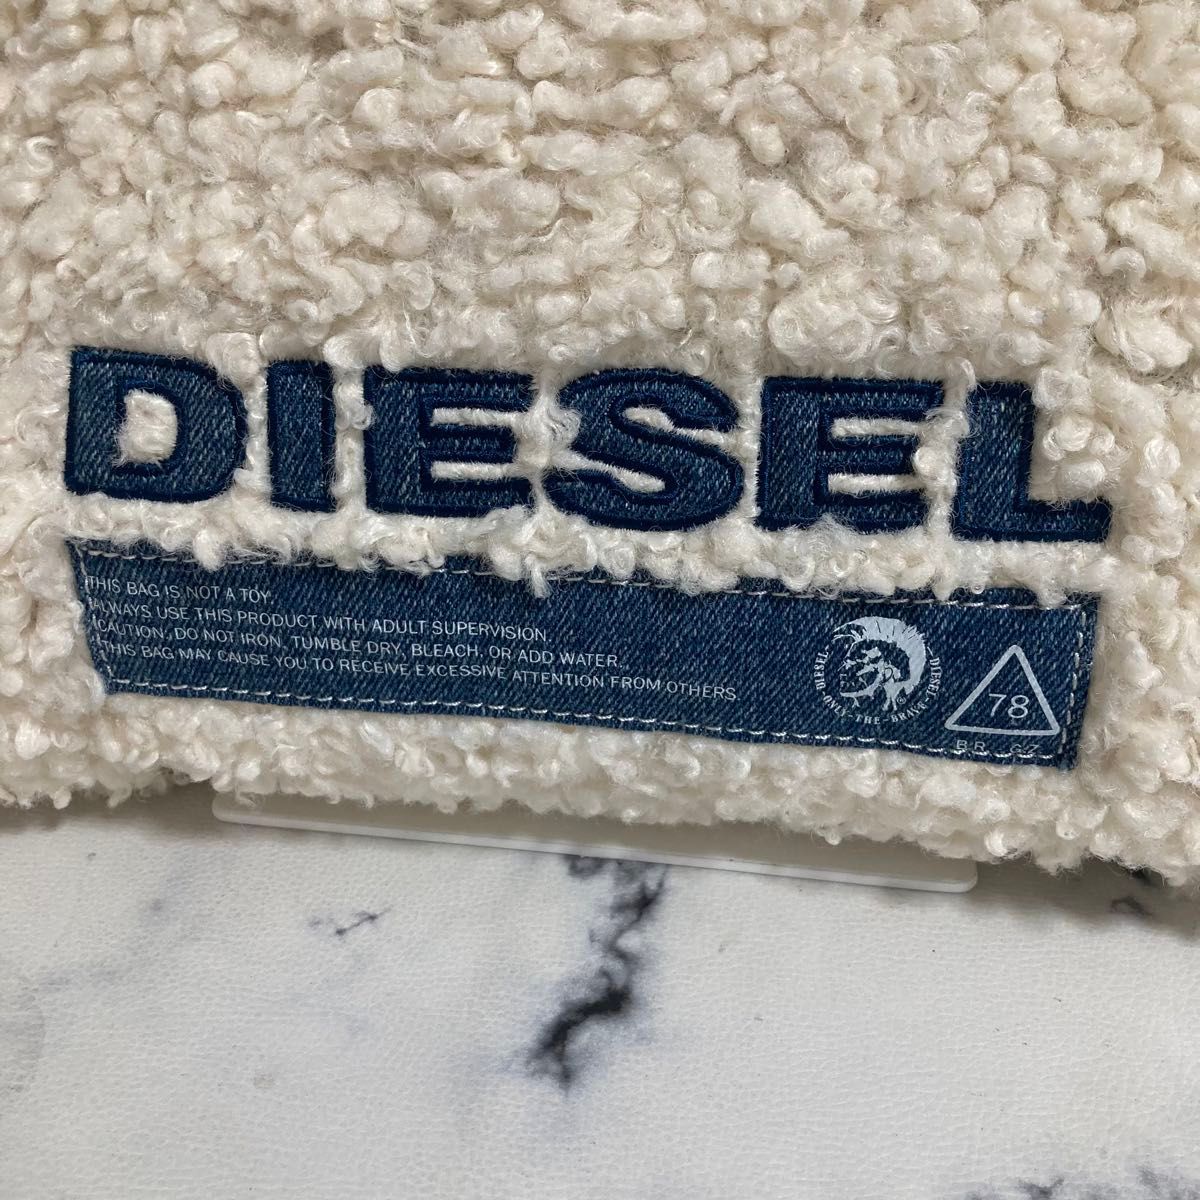 DIESEL
THIS BAG IS NOT A TOY.
ALWAYS USE THIS PRODUCT WITH ADULT SUPERVISION.
CAUTION, DO NOT IRON, TUMBLE DRY, BLEACH, OR ADD WATER.
THIS BAG MAY CAUSE YOU TO RECEIVE EXCESSIVE ATTENTION FROM OTHERS
DIESEL·ONLY·THE·BRAVE·DIESEL
®
78
BR